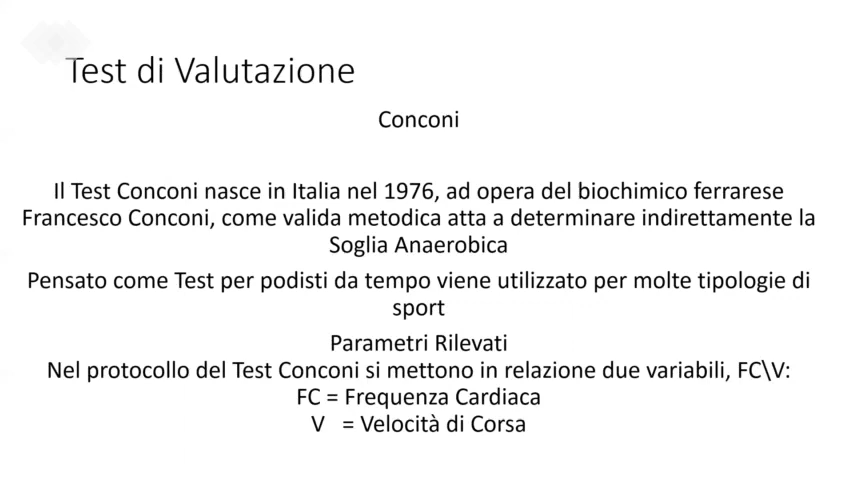 Test di Valutazione
Conconi
Il Test Conconi nasce in Italia nel 1976, ad opera del biochimico ferrarese
Francesco Conconi, come valida metodica atta a determinare indirettamente la
Soglia Anaerobica
Pensato come Test per podisti da tempo viene utilizzato per molte tipologie di
sport
Parametri Rilevati
Nel protocollo del Test Conconi si mettono in relazione due variabili, FC\V:
FC = Frequenza Cardiaca
V = Velocità di Corsa